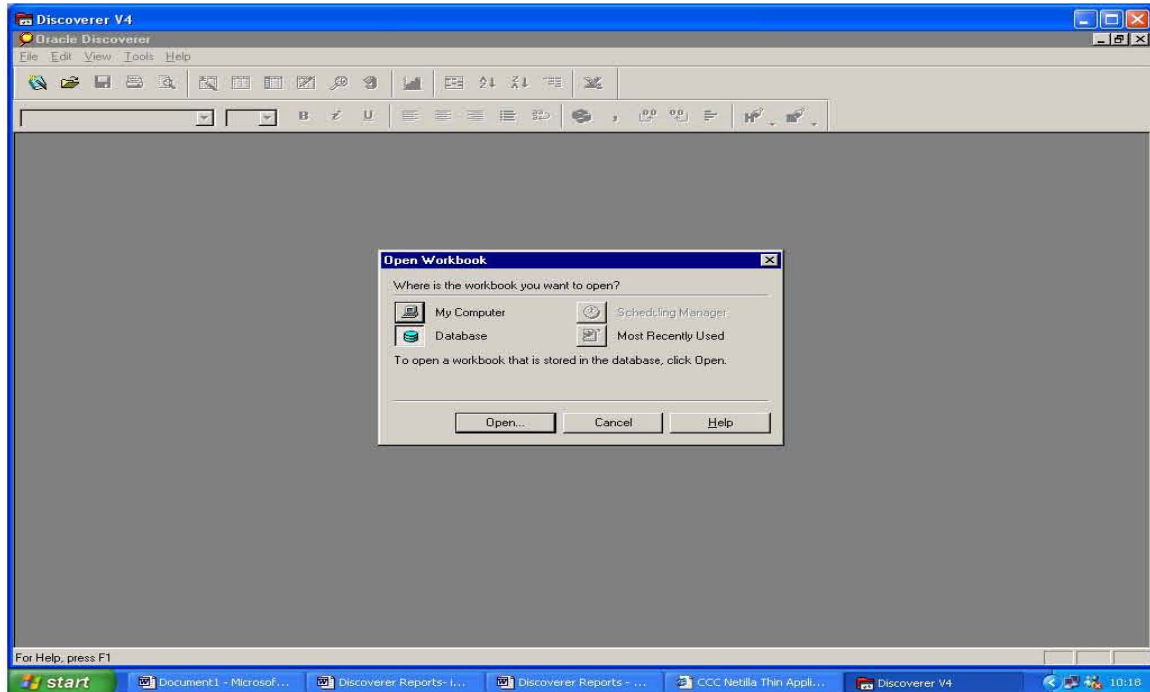 Discoverer V4
Oracle Discoverer
File Edit View Tools Help
B i U
Open Workbook
Where is the workbook you want to open?
My Computer
Scheduling Manager
Database
Most Recently Used
To open a workbook that is stored in the database, click Open.
Open... Cancel Help
For Help, press F1
start Document1 - Microsof... Discoverer Reports- i... Discoverer Reports - ... CCC Netilla Thin Appli... Discoverer V4 10:18